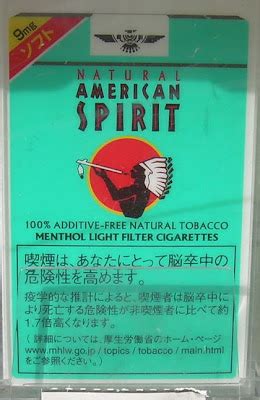 9mg
ソフト
NATURAL
AMERICAN
SPIRIT
100% ADDITIVE-FREE NATURAL TOBACCO
MENTHOL LIGHT FILTER CIGARETTES
喫煙は、あなたにとって脳卒中の
危険性を高めます。
疫学的な推計によると、喫煙者は脳卒中に
より死亡する危険性が非喫煙者に比べて約
1.7倍高くなります。
(詳細については、厚生労働省のホーム・ページ
www.mhlw.go.jp/topics/tobacco/main.html
をご参照ください。)